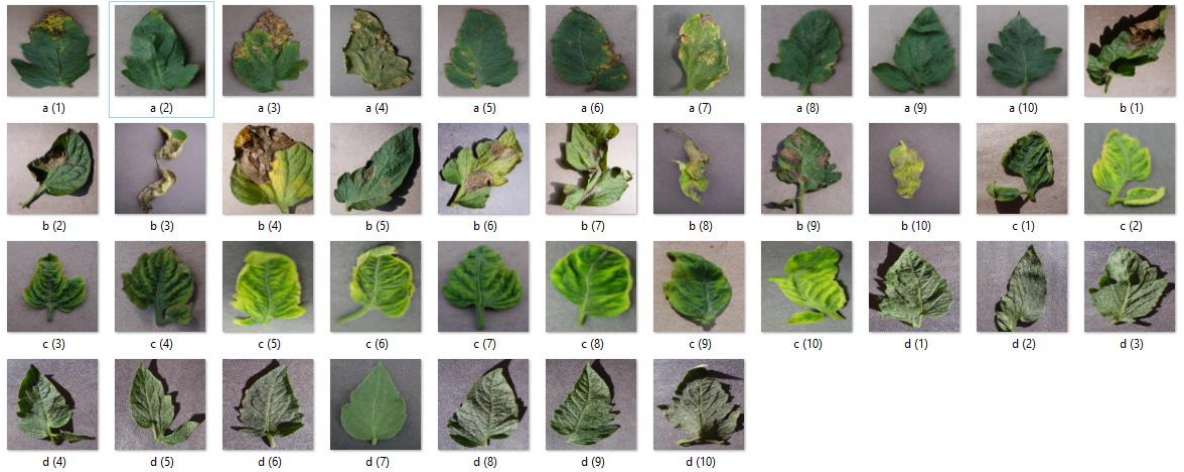 a (1) a (2) a (3) a (4) a (5) a (6) a (7) a (8) a (9) a (10) b (1)
b (2) b (3) b (4) b (5) b (6) b (7) b (8) b (9) b (10) c (1) c (2)
c (3) c (4) c (5) c (6) c (7) c (8) c (9) c (10) d (1) d (2) d (3)
d (4) d (5) d (6) d (7) d (8) d (9) d (10)